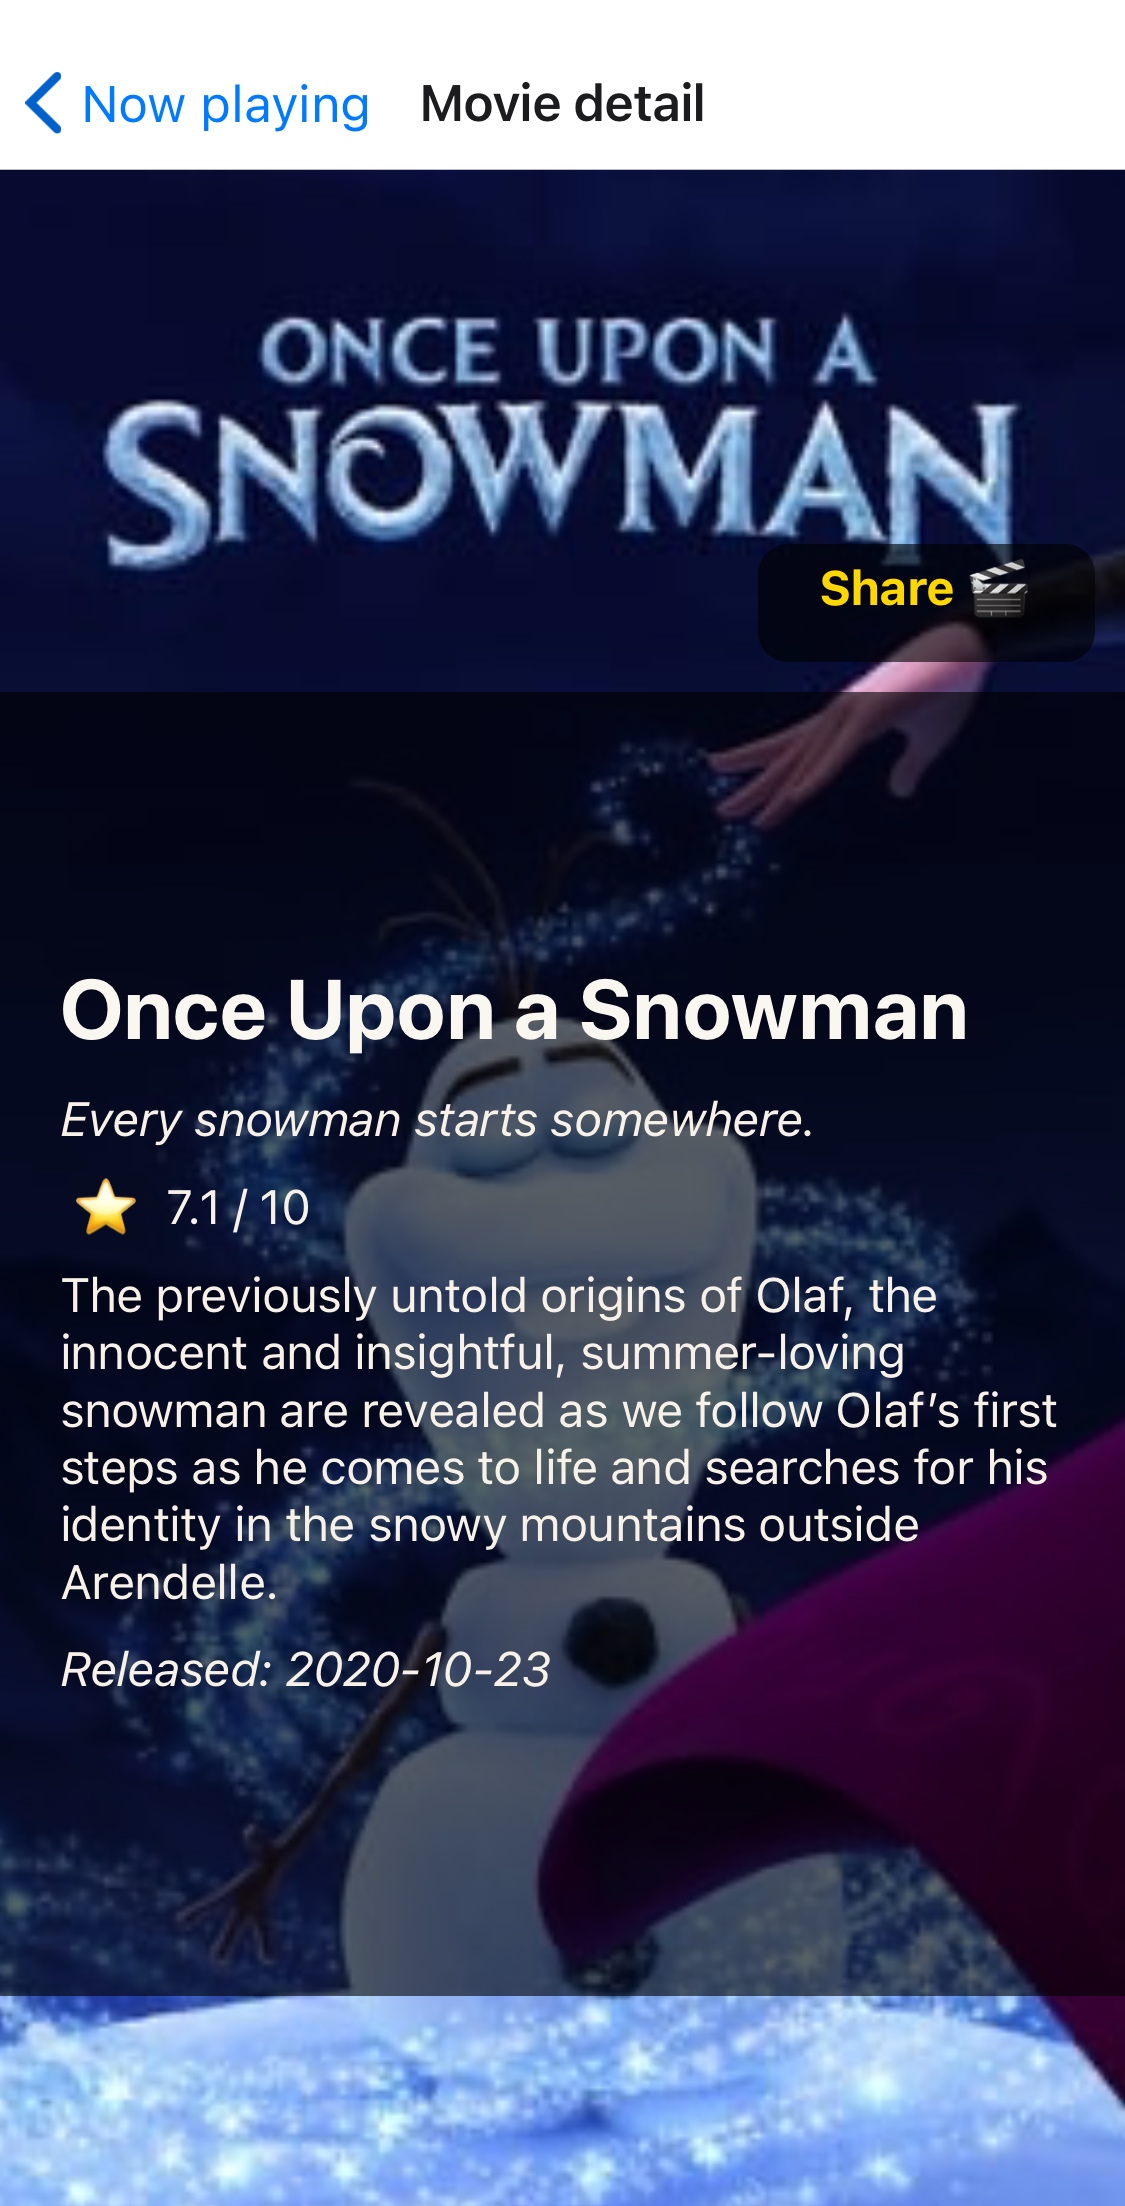 Now playing
Movie detail
ONCE UPON A
SNOWMAN
Share 🎬
Once Upon a Snowman
Every snowman starts somewhere.
⭐ 7.1 / 10
The previously untold origins of Olaf, the
innocent and insightful, summer-loving
snowman are revealed as we follow Olaf’s first
steps as he comes to life and searches for his
identity in the snowy mountains outside
Arendelle.
Released: 2020-10-23